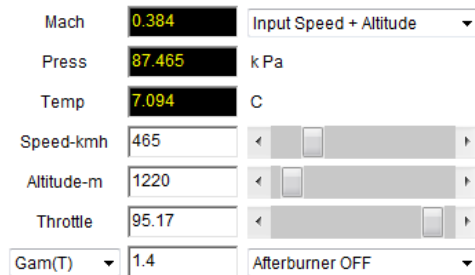 Mach 0.384 Input Speed + Altitude
Press 87.465 k Pa
Temp 7.094 C
Speed-kmh 465
Altitude-m 1220
Throttle 95.17
Gam(T) 1.4 Afterburner OFF